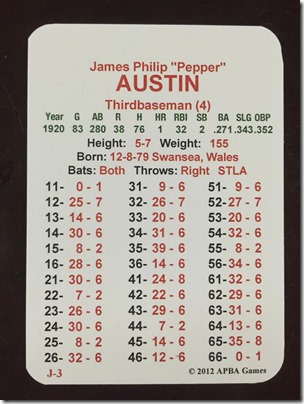 James Philip "Pepper"
AUSTIN
Thirdbaseman (4)
Year G AB R H HR RBI SB BA SLG OBP
1920 83 280 38 76 1 32 2 .271 .343 .352
Height: 5-7 Weight: 155
Born: 12-8-79 Swansea, Wales
Bats: Both Throws: Right STLA
11- 0 - 1 31- 9 - 6 51- 9 - 6
12- 25 - 7 32- 26 - 6 52- 27 - 7
13- 14 - 6 33- 7 - 1 53- 20 - 6
14- 30 - 6 34- 31 - 6 54- 32 - 6
15- 8 - 2 35- 14 - 6 55- 8 - 2
16- 28 - 6 36- 14 - 6 56- 34 - 6
21- 30 - 6 41- 24 - 6 61- 32 - 6
22- 7 - 2 42- 29 - 6 62- 29 - 6
23- 29 - 6 43- 29 - 6 63- 31 - 6
24- 26 - 6 44- 8 - 2 64- 13 - 6
25- 8 - 2 45- 14 - 6 65- 35 - 8
26- 32 - 6 46- 12 - 6 66- 0 - 1
J-3 © 2012 APBA Games